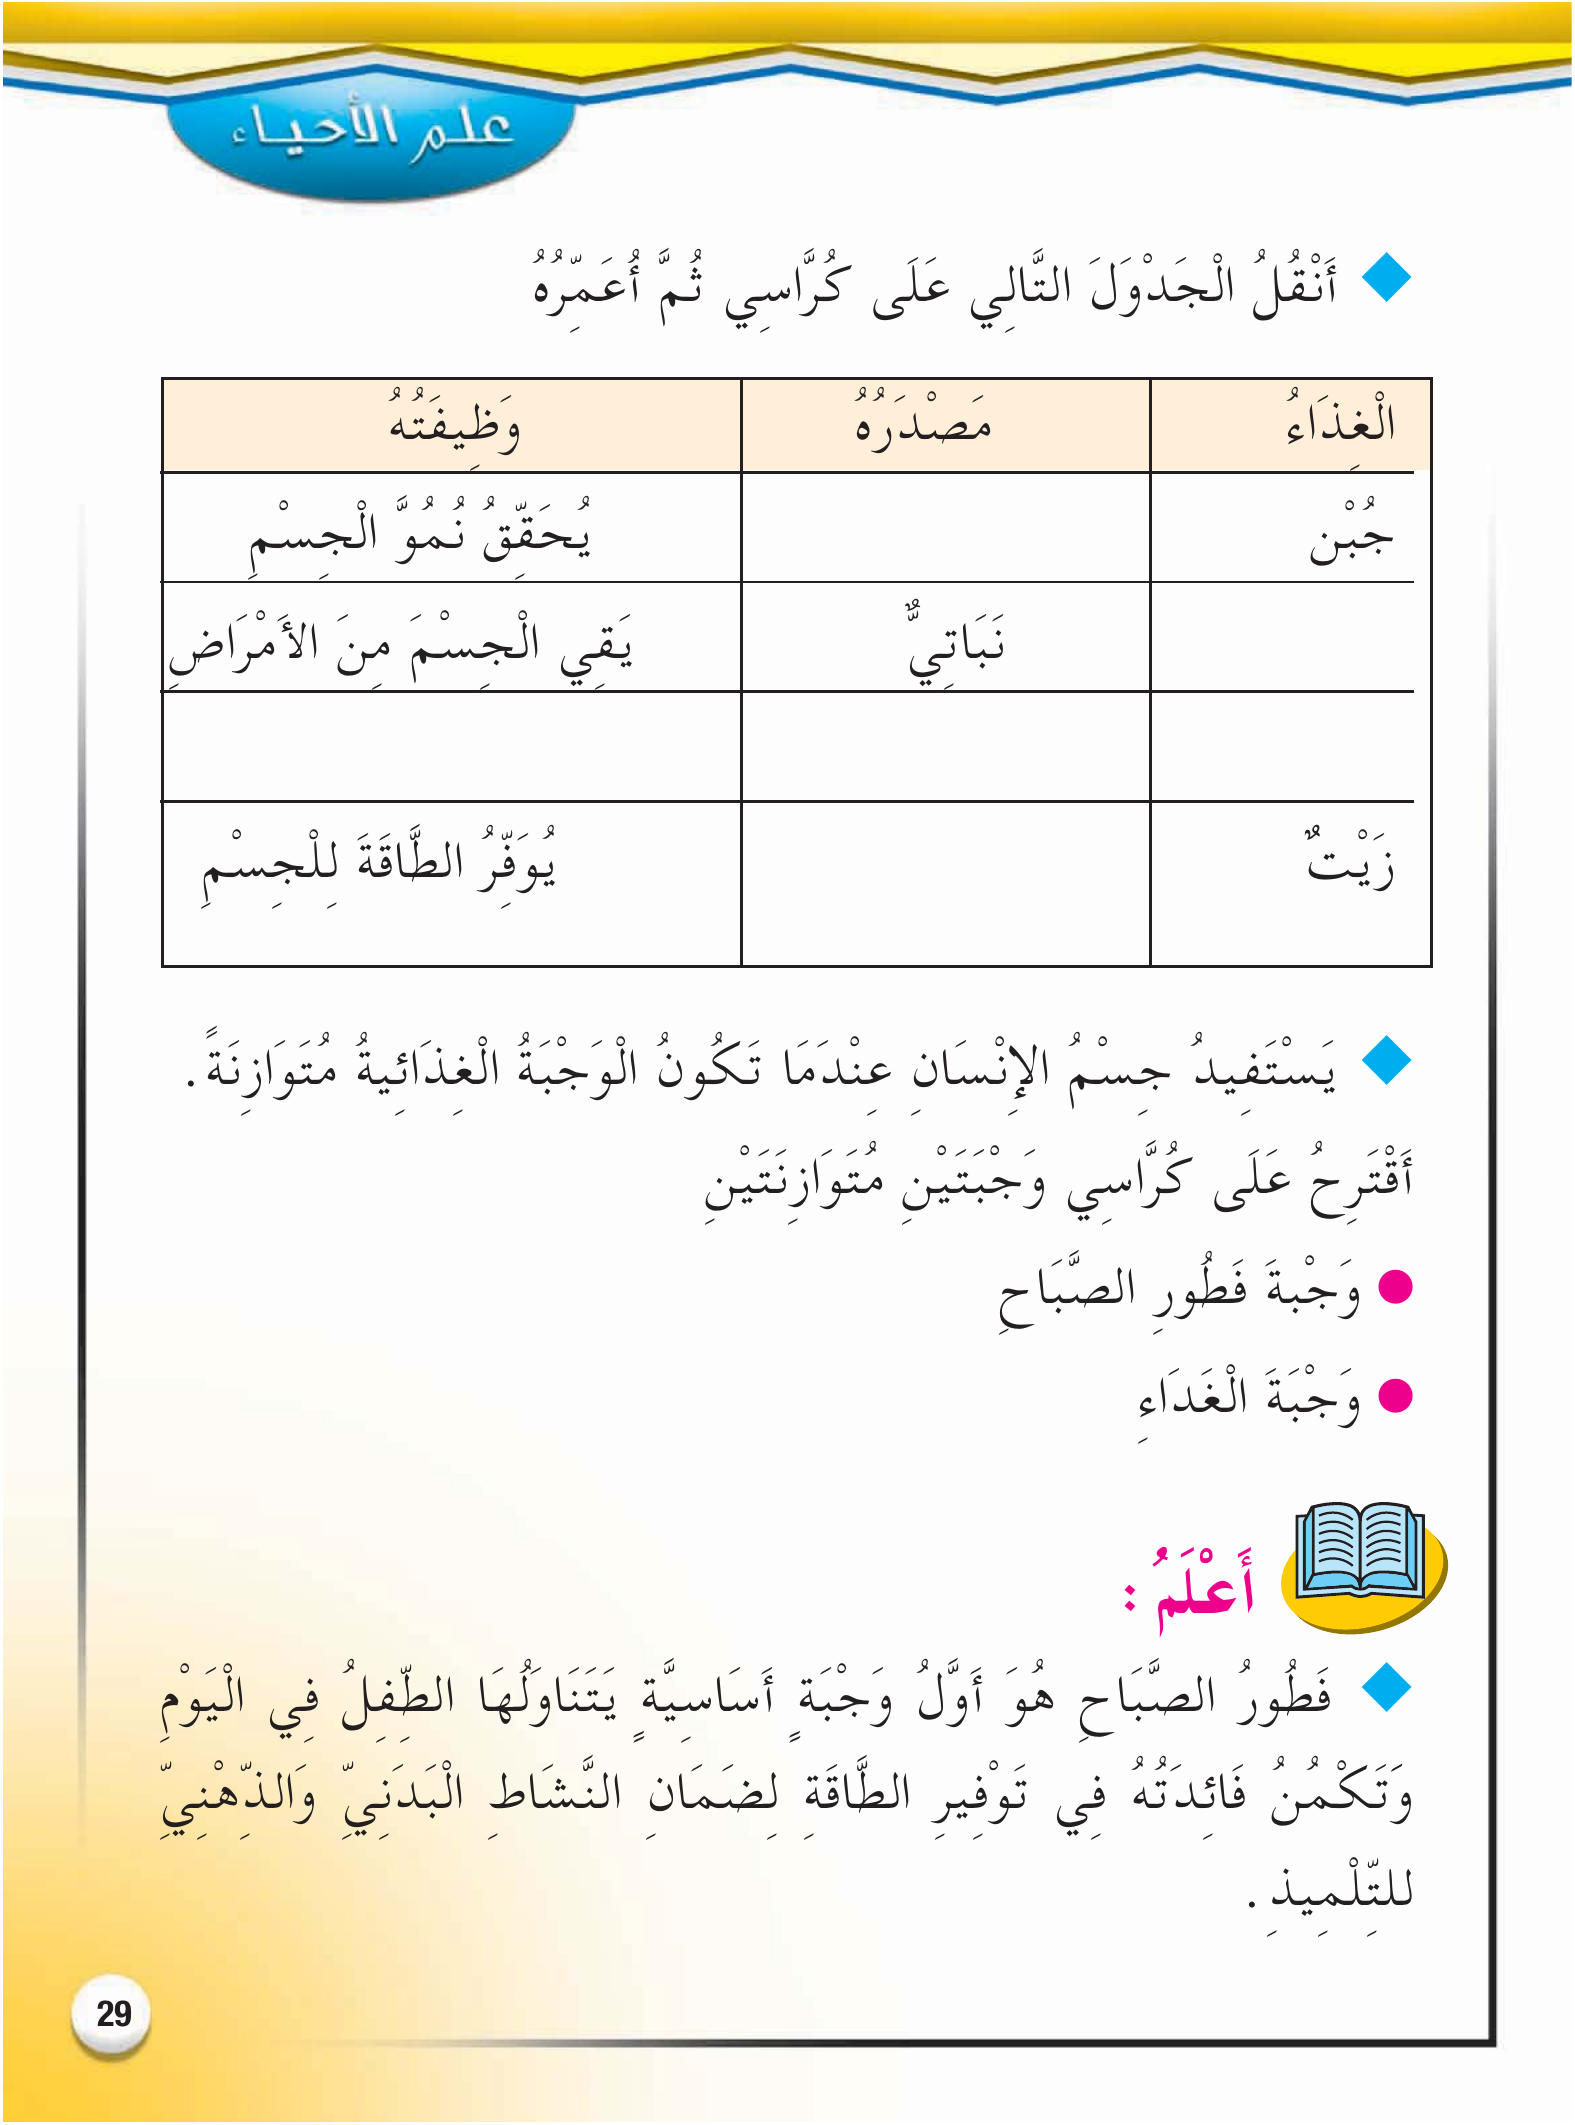 علم الأحياء
أَنْقُلُ الْجَدْوَلَ التَّالِي عَلَى كُرَّاسِي ثُمَّ أُعَمِّرُهُ
الْغِذَاءُ مَصْدَرُهُ وَظِيفَتُهُ
جُبْن يُحَقِّقُ نُمُوَّ الْجِسْمِ
نَبَاتِيٌّ يَقِي الْجِسْمَ مِنَ الأَمْرَاضِ
زَيْتٌ يُوَفِّرُ الطَّاقَةَ لِلْجِسْمِ
يَسْتَفِيدُ جِسْمُ الإِنْسَانِ عِنْدَمَا تَكُونُ الْوَجْبَةُ الْغِذَائِيةُ مُتَوَازِنَةً.
أَقْتَرِحُ عَلَى كُرَّاسِي وَجْبَتَيْنِ مُتَوَازِنَتَيْنِ
وَجْبةَ فَطُورِ الصَّبَاحِ
وَجْبَةَ الْغَدَاءِ
أَعْلَمُ :
فَطُورُ الصَّبَاحِ هُوَ أَوَّلُ وَجْبَةٍ أَسَاسِيَّةٍ يَتَنَاوَلُهَا الطِّفِلُ فِي الْيَوْمِ
وَتَكْمُنُ فَائِدَتُهُ فِي تَوْفِيرِ الطَّاقَةِ لِضَمَانِ النَّشَاطِ الْبَدَنِيِّ وَالذِّهْنِيِّ
للتِّلْمِيذِ.
29